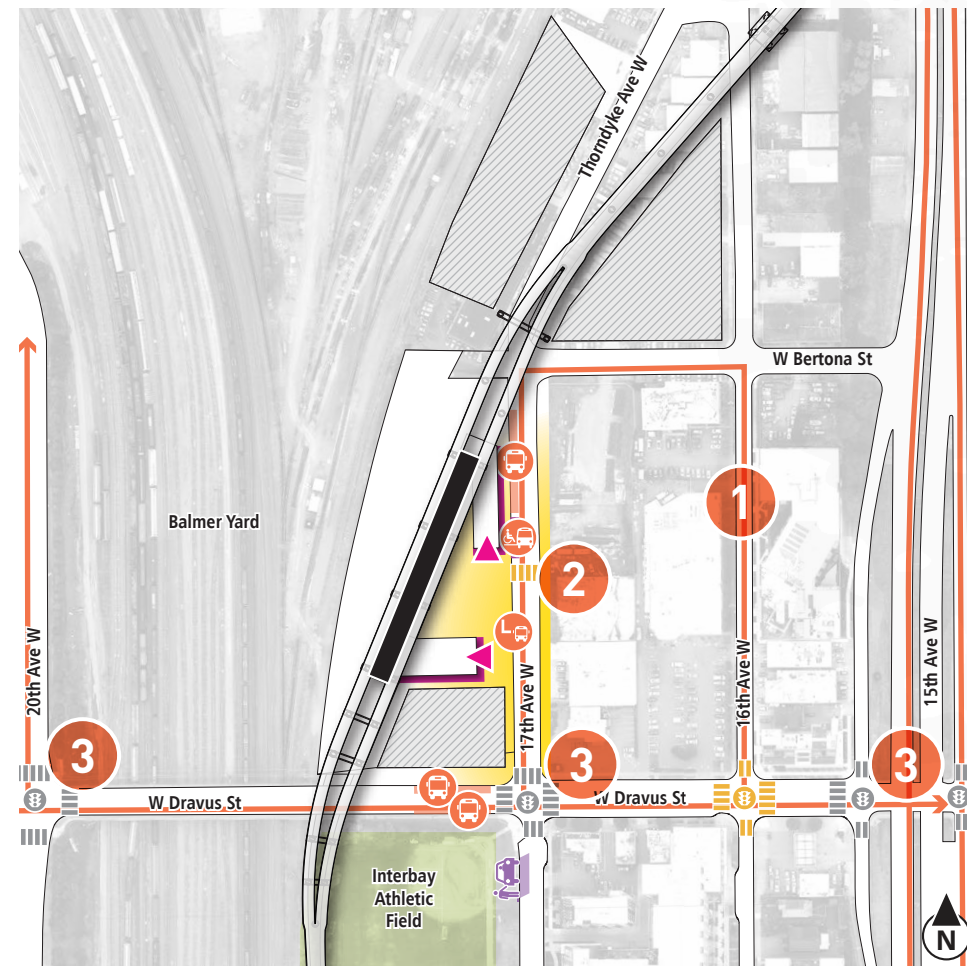 Thorndyke Ave W
W Bertona St
1
Balmer Yard
2
L
20th Ave W
17th Ave W
16th Ave W
15th Ave W
3
3
3
W Dravus St
W Dravus St
Interbay
Athletic
Field
N